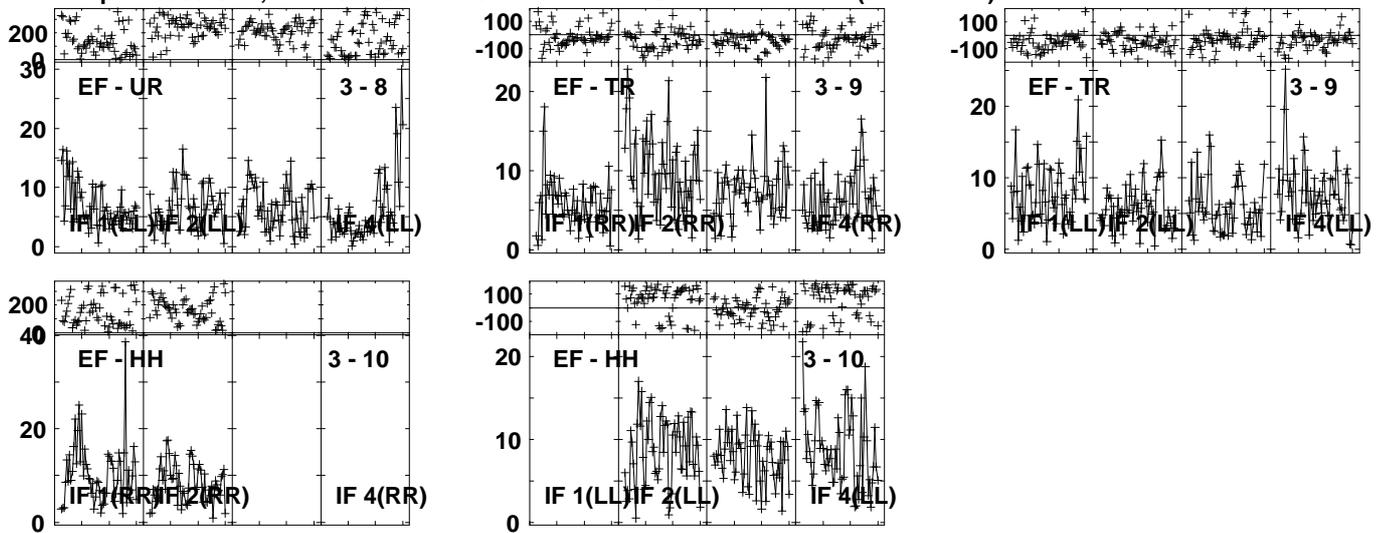 200
0
100
-100
100
-100
30
20
10
0
EF - UR
3 - 8
IF 1(LL)
IF 2(LL)
IF 4(LL)
20
10
0
EF - TR
3 - 9
IF 1(RR)
IF 2(RR)
IF 4(RR)
20
10
0
EF - TR
3 - 9
IF 1(LL)
IF 2(LL)
IF 4(LL)
200
0
100
-100
40
20
0
EF - HH
3 - 10
IF 1(RR)
IF 2(RR)
IF 4(RR)
20
10
0
EF - HH
3 - 10
IF 1(LL)
IF 2(LL)
IF 4(LL)